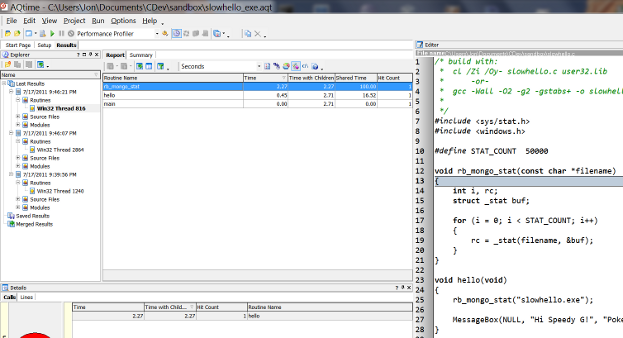 AQtime - C:\Users\Jon\Documents\CDev\sandbox\slowhello_exe.aqt
File Edit View Project Run Options Help
Performance Profiler
Start Page Setup Results
Explorer
Name
Last Results
7/17/2011 9:46:21 PM
Routines
Win32 Thread 816
Source Files
Modules
7/17/2011 9:46:07 PM
Routines
Win32 Thread 2864
Source Files
Modules
7/17/2011 9:39:56 PM
Routines
Win32 Thread 1240
Source Files
Modules
Saved Results
Merged Results
Report Summary
Seconds
Routine Name Time Time with Children Shared Time Hit Count
rb_mongo_stat 2.27 2.27 100.00 1
hello 0.45 2.71 16.52 1
main 0.00 2.71 0.00 1
Editor
1 /* build with:
2 * cl /Zi /Oy- slowhello.c user32.lib
3 * -or-
4 * gcc -Wall -O2 -g2 -gstabs+ -o slowhello
5 *
6 */
7 #include <sys/stat.h>
8 #include <windows.h>
9
10 #define STAT_COUNT 50000
11
12 void rb_mongo_stat(const char *filename)
13 {
14 int i, rc;
15 struct _stat buf;
16
17 for (i = 0; i < STAT_COUNT; i++)
18 {
19 rc = _stat(filename, &buf);
20 }
21 }
22
23 void hello(void)
24 {
25 rb_mongo_stat("slowhello.exe");
26
27 MessageBox(NULL, "Hi Speedy G!", "Poke
28 }
Details
Calls Lines
Time Time with Child... Hit Count Routine Name
2.27 2.27 1 hello